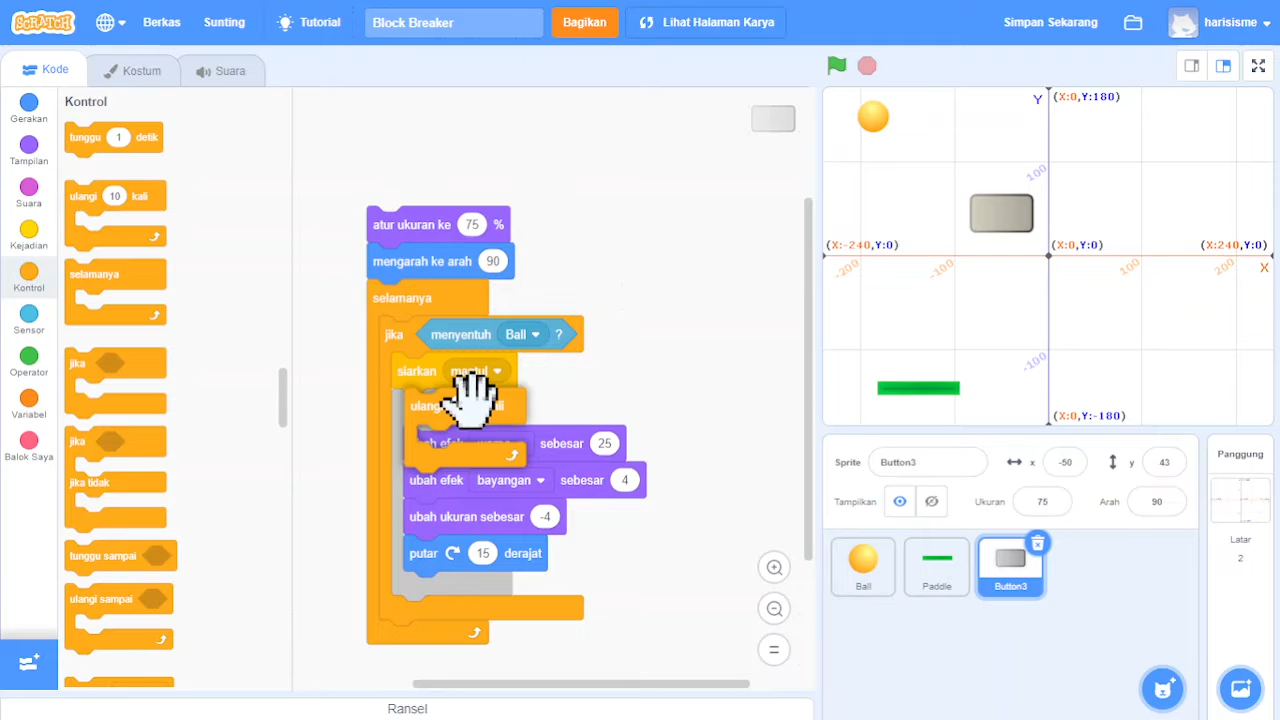 SCRATCH
Berkas
Sunting
Tutorial
Block Breaker
Bagikan
Lihat Halaman Karya
Simpan Sekarang
harisisme
Kode
Kostum
Suara
Gerakan
Tampilan
Suara
Kejadian
Kontrol
Sensor
Operator
Variabel
Balok Saya
Kontrol
tunggu 1 detik
ulangi 10 kali
selamanya
jika
jika
jika tidak
tunggu sampai
ulangi sampai
atur ukuran ke 75 %
mengarah ke arah 90
selamanya
jika menyentuh Ball ?
siarkan
sebesar 25
ubah efek bayangan sebesar 4
ubah ukuran sebesar -4
putar 15 derajat
Ransel
Y (X:0,Y:180)
100
(X:-240,Y:0) (X:0,Y:0) (X:240,Y:0)
-200 -100 100 200 X
-100
(X:0,Y:-180)
Sprite Button3 x -50 y 43
Tampilkan Ukuran 75 Arah 90
Ball
Paddle
Button3
Panggung
Latar
2